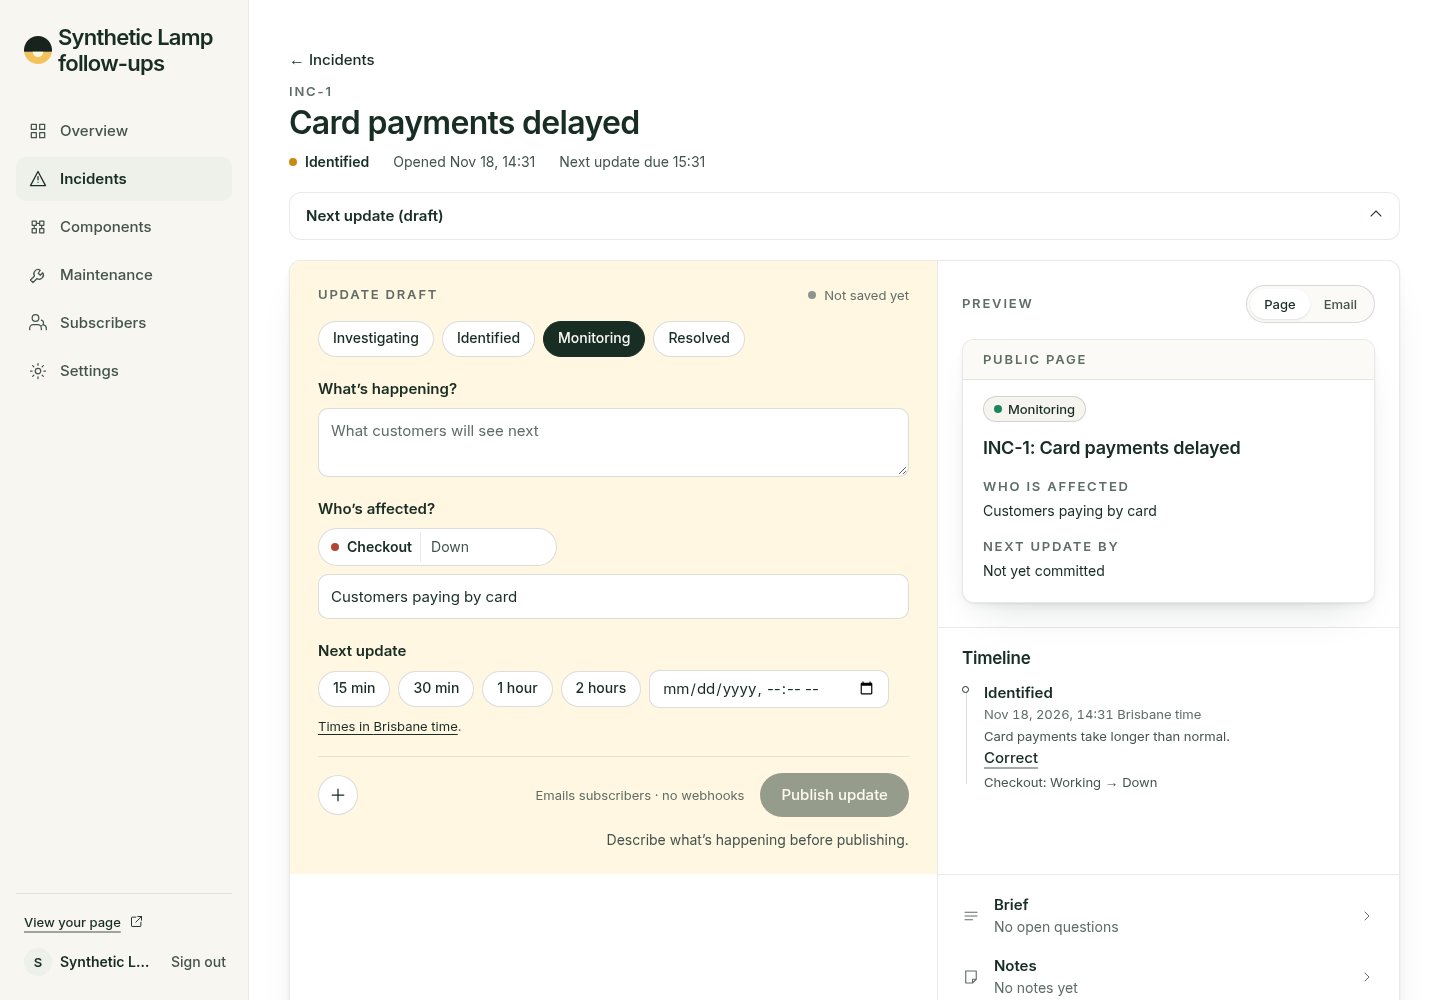 Synthetic Lamp
follow-ups
Overview
Incidents
Components
Maintenance
Subscribers
Settings
View your page
S Synthetic L... Sign out
← Incidents
INC-1
Card payments delayed
Identified Opened Nov 18, 14:31 Next update due 15:31
Next update (draft)
UPDATE DRAFT Not saved yet
Investigating Identified Monitoring Resolved
What’s happening?
What customers will see next
Who’s affected?
Checkout Down
Customers paying by card
Next update
15 min 30 min 1 hour 2 hours mm/dd/yyyy, --:-- --
Times in Brisbane time.
Emails subscribers · no webhooks Publish update
Describe what’s happening before publishing.
PREVIEW Page Email
PUBLIC PAGE
Monitoring
INC-1: Card payments delayed
WHO IS AFFECTED
Customers paying by card
NEXT UPDATE BY
Not yet committed
Timeline
Identified
Nov 18, 2026, 14:31 Brisbane time
Card payments take longer than normal.
Correct
Checkout: Working → Down
Brief
No open questions
Notes
No notes yet